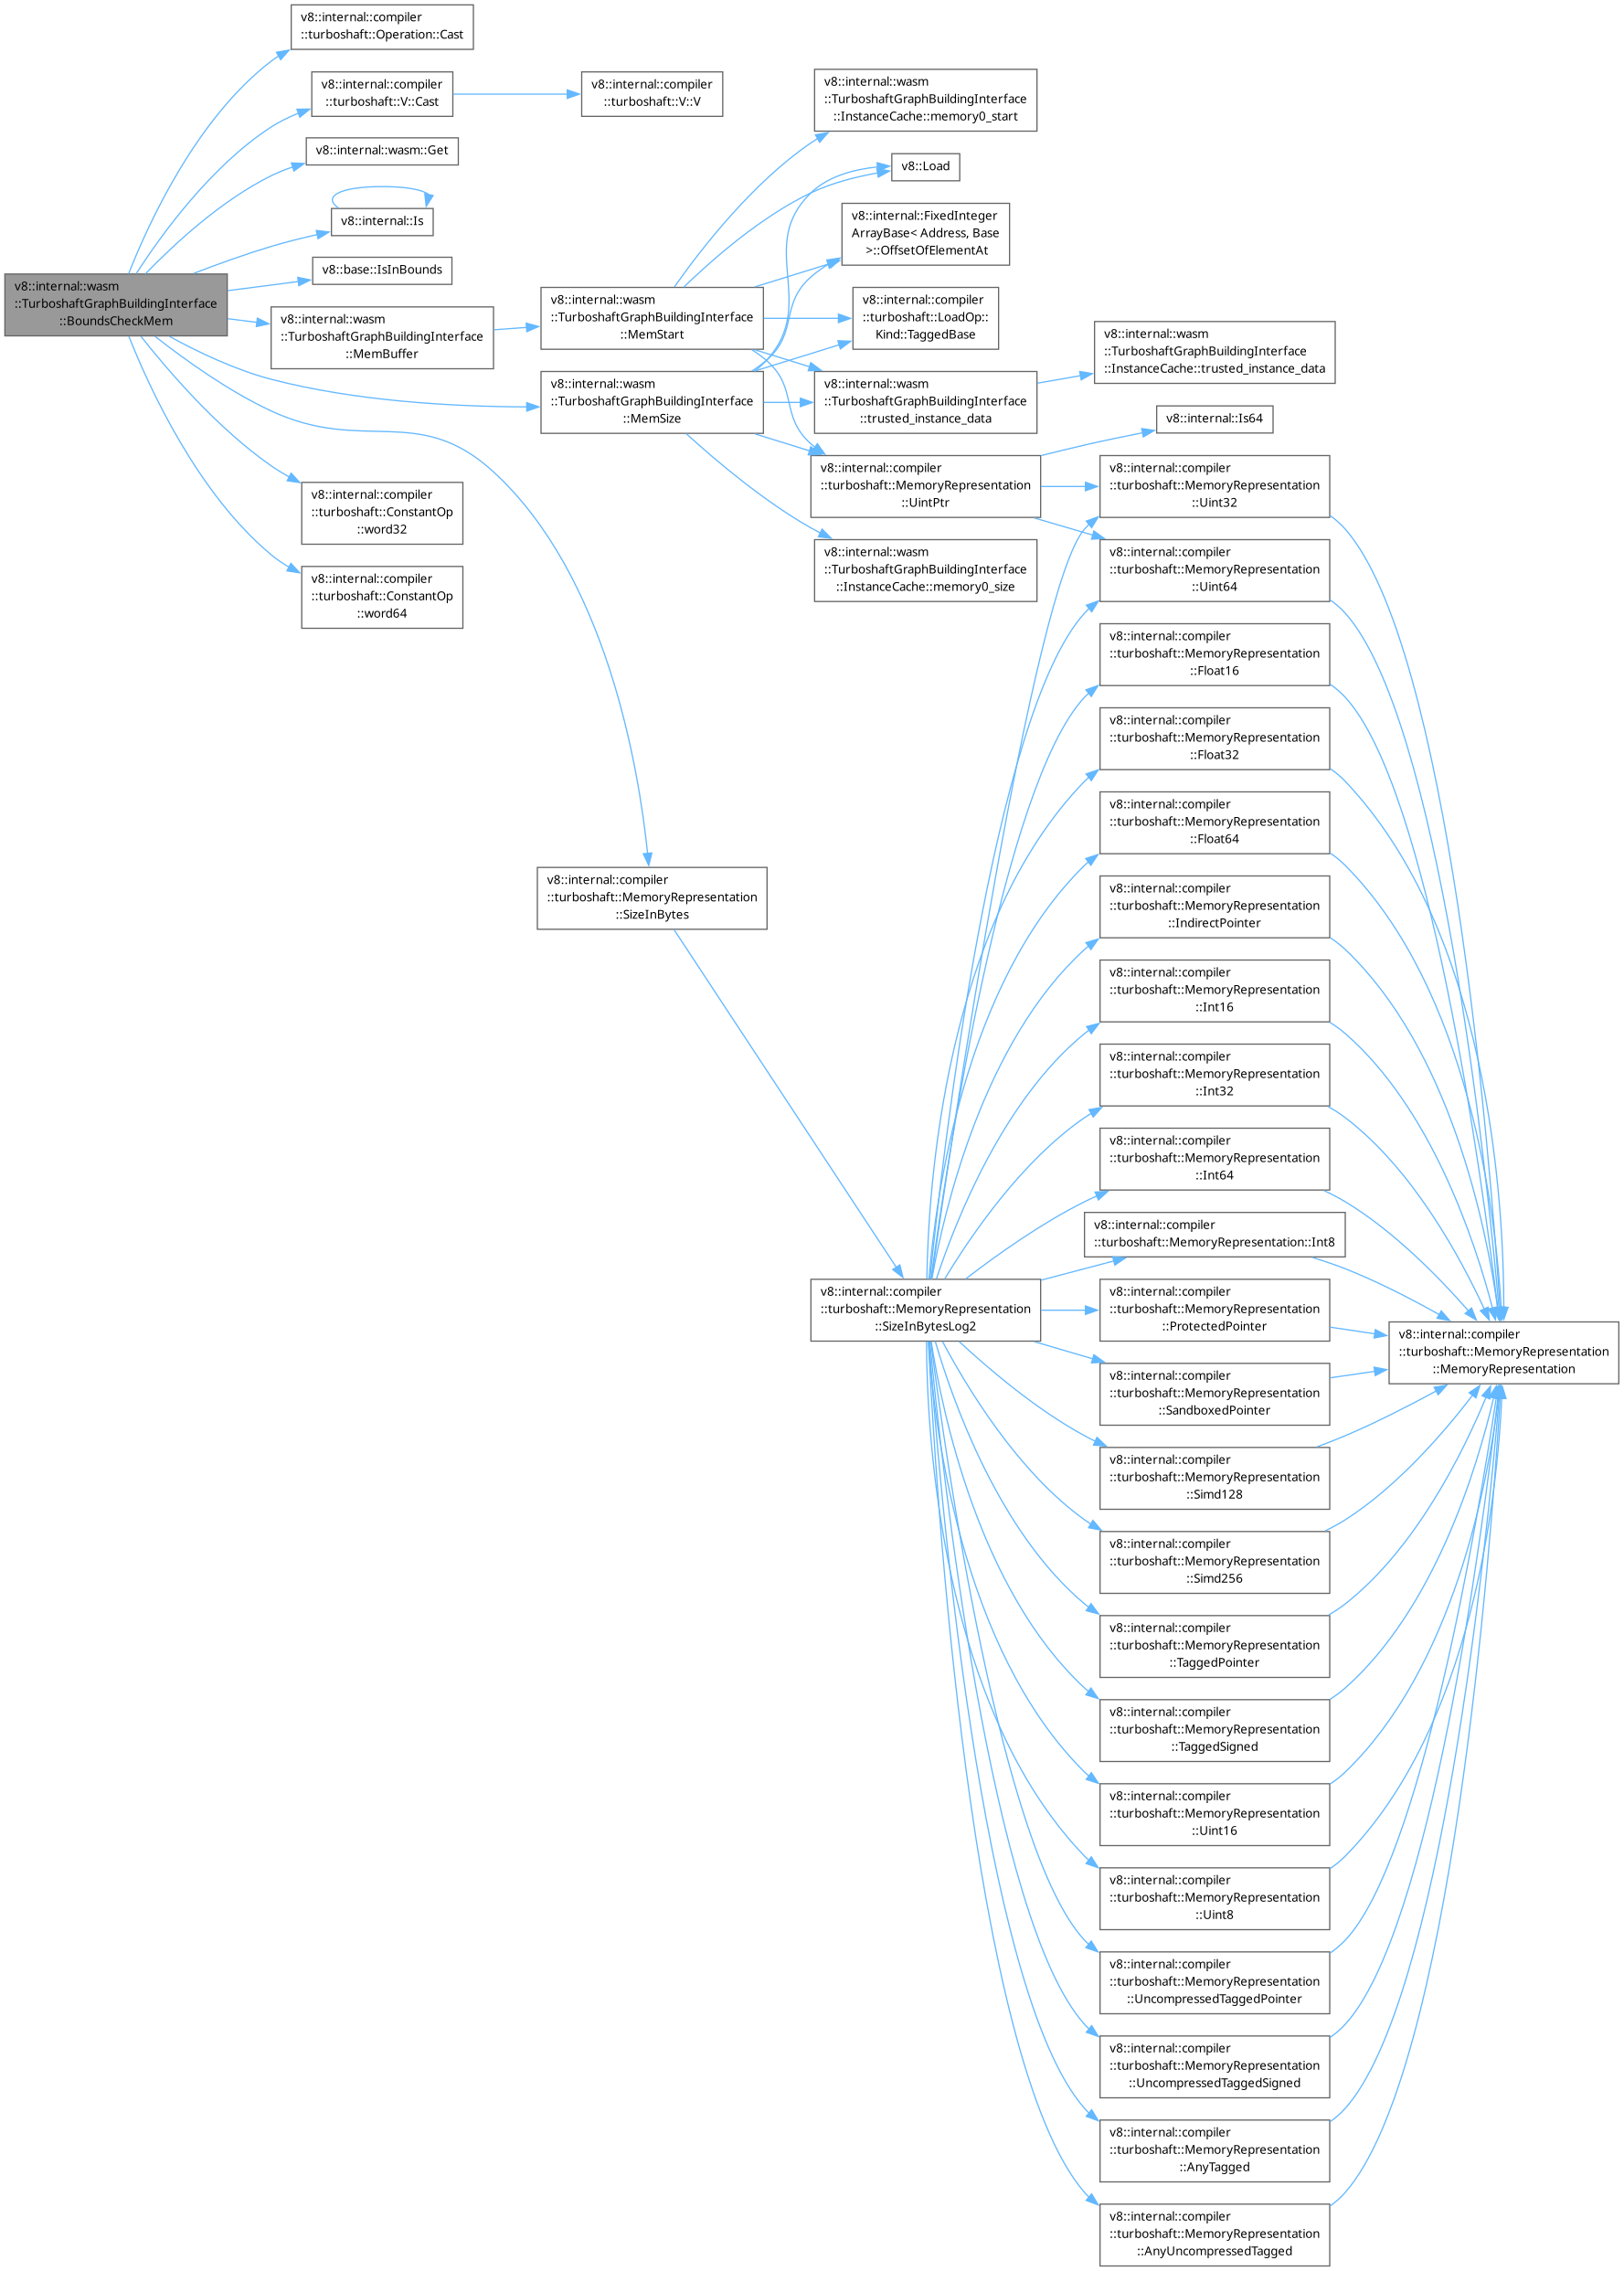 v8::internal::compiler
::turboshaft::Operation::Cast
v8::internal::compiler
::turboshaft::V::Cast
v8::internal::compiler
::turboshaft::V::V
v8::internal::wasm::Get
v8::internal::Is
v8::base::IsInBounds
v8::internal::wasm
::TurboshaftGraphBuildingInterface
::BoundsCheckMem
v8::internal::wasm
::TurboshaftGraphBuildingInterface
::MemBuffer
v8::internal::wasm
::TurboshaftGraphBuildingInterface
::MemStart
v8::internal::wasm
::TurboshaftGraphBuildingInterface
::MemSize
v8::internal::compiler
::turboshaft::ConstantOp
::word32
v8::internal::compiler
::turboshaft::ConstantOp
::word64
v8::internal::wasm
::TurboshaftGraphBuildingInterface
::InstanceCache::memory0_start
v8::Load
v8::internal::FixedInteger
ArrayBase< Address, Base
>::OffsetOfElementAt
v8::internal::compiler
::turboshaft::LoadOp::
Kind::TaggedBase
v8::internal::wasm
::TurboshaftGraphBuildingInterface
::trusted_instance_data
v8::internal::wasm
::TurboshaftGraphBuildingInterface
::InstanceCache::trusted_instance_data
v8::internal::compiler
::turboshaft::MemoryRepresentation
::UintPtr
v8::internal::wasm
::TurboshaftGraphBuildingInterface
::InstanceCache::memory0_size
v8::internal::Is64
v8::internal::compiler
::turboshaft::MemoryRepresentation
::Uint32
v8::internal::compiler
::turboshaft::MemoryRepresentation
::Uint64
v8::internal::compiler
::turboshaft::MemoryRepresentation
::Float16
v8::internal::compiler
::turboshaft::MemoryRepresentation
::Float32
v8::internal::compiler
::turboshaft::MemoryRepresentation
::Float64
v8::internal::compiler
::turboshaft::MemoryRepresentation
::SizeInBytes
v8::internal::compiler
::turboshaft::MemoryRepresentation
::IndirectPointer
v8::internal::compiler
::turboshaft::MemoryRepresentation
::Int16
v8::internal::compiler
::turboshaft::MemoryRepresentation
::Int32
v8::internal::compiler
::turboshaft::MemoryRepresentation
::Int64
v8::internal::compiler
::turboshaft::MemoryRepresentation::Int8
v8::internal::compiler
::turboshaft::MemoryRepresentation
::SizeInBytesLog2
v8::internal::compiler
::turboshaft::MemoryRepresentation
::ProtectedPointer
v8::internal::compiler
::turboshaft::MemoryRepresentation
::MemoryRepresentation
v8::internal::compiler
::turboshaft::MemoryRepresentation
::SandboxedPointer
v8::internal::compiler
::turboshaft::MemoryRepresentation
::Simd128
v8::internal::compiler
::turboshaft::MemoryRepresentation
::Simd256
v8::internal::compiler
::turboshaft::MemoryRepresentation
::TaggedPointer
v8::internal::compiler
::turboshaft::MemoryRepresentation
::TaggedSigned
v8::internal::compiler
::turboshaft::MemoryRepresentation
::Uint16
v8::internal::compiler
::turboshaft::MemoryRepresentation
::Uint8
v8::internal::compiler
::turboshaft::MemoryRepresentation
::UncompressedTaggedPointer
v8::internal::compiler
::turboshaft::MemoryRepresentation
::UncompressedTaggedSigned
v8::internal::compiler
::turboshaft::MemoryRepresentation
::AnyTagged
v8::internal::compiler
::turboshaft::MemoryRepresentation
::AnyUncompressedTagged